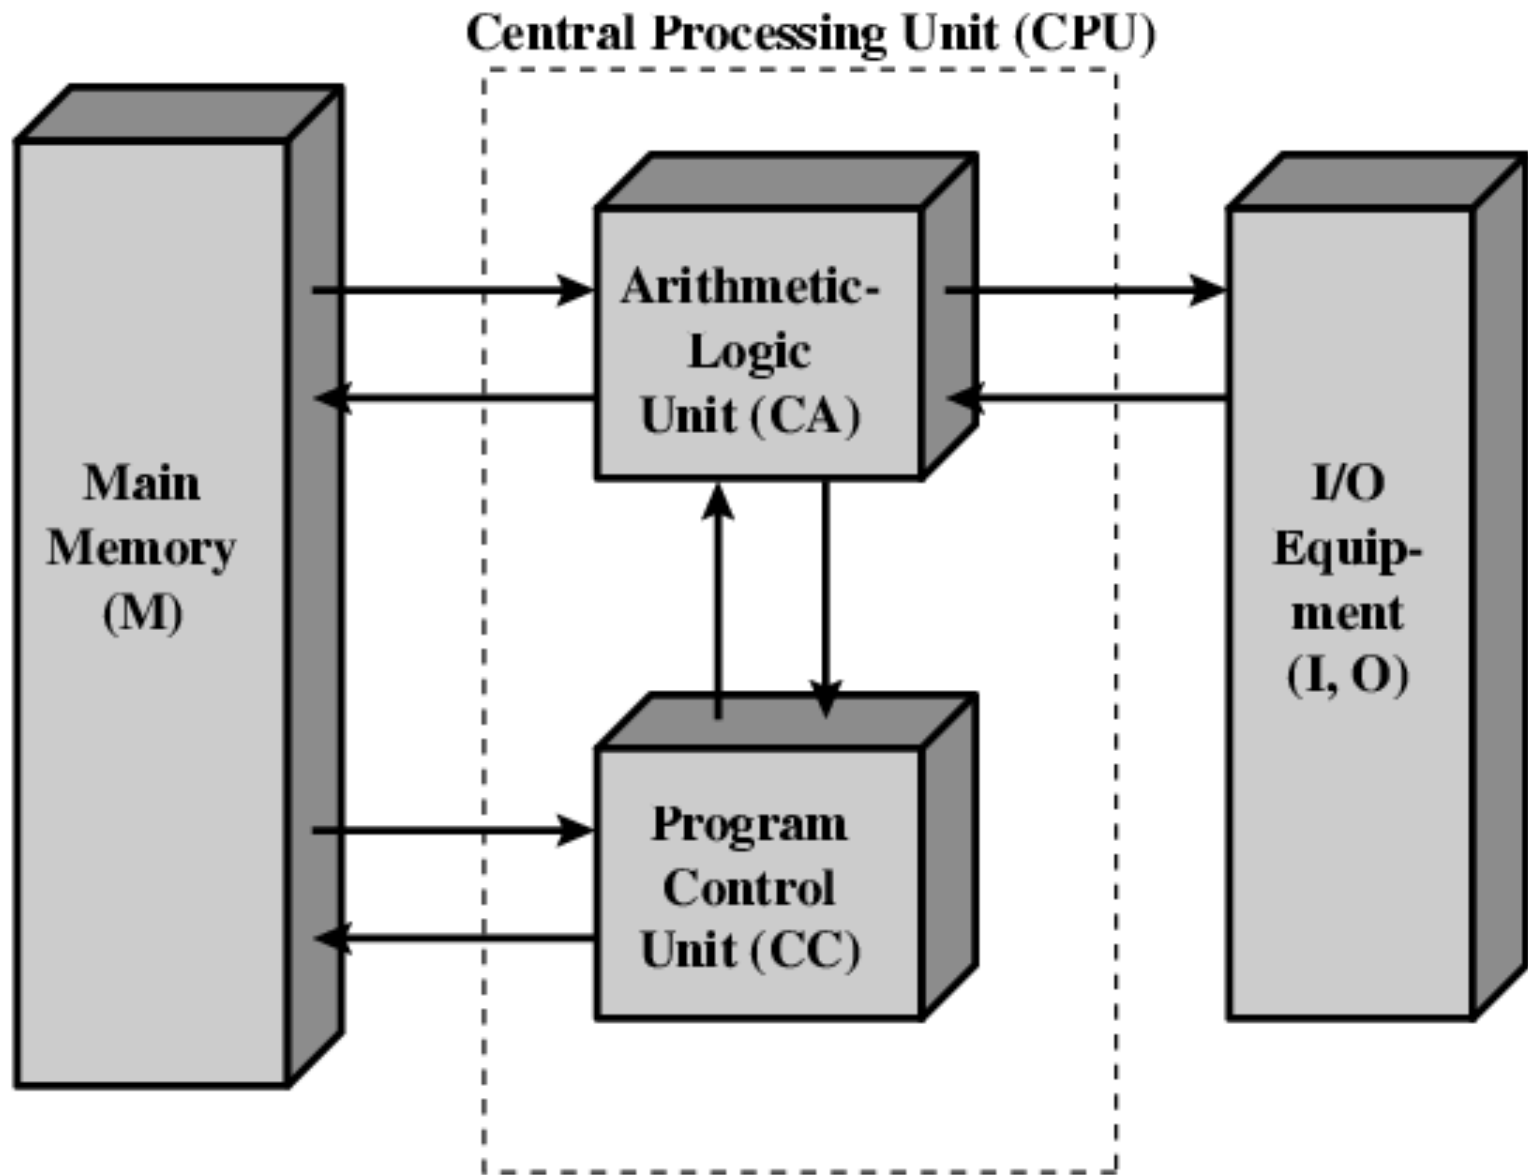 Central Processing Unit (CPU)
Main
Memory
(M)
Arithmetic-
Logic
Unit (CA)
Program
Control
Unit (CC)
I/O
Equip-
ment
(I, O)